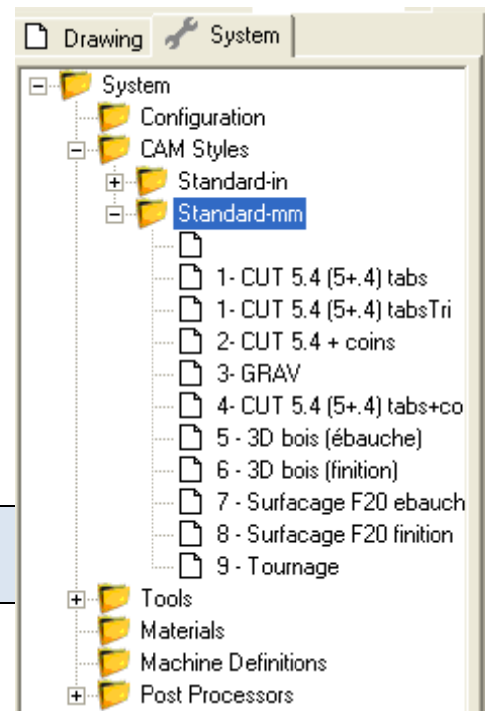 Drawing System
System
Configuration
CAM Styles
Standard-in
Standard-mm
1- CUT 5.4 (5+.4) tabs
1- CUT 5.4 (5+.4) tabsTri
2- CUT 5.4 + coins
3- GRAV
4- CUT 5.4 (5+.4) tabs+co
5 - 3D bois (ébauche)
6 - 3D bois (finition)
7 - Surfacage F20 ebauch
8 - Surfacage F20 finition
9 - Tournage
Tools
Materials
Machine Definitions
Post Processors